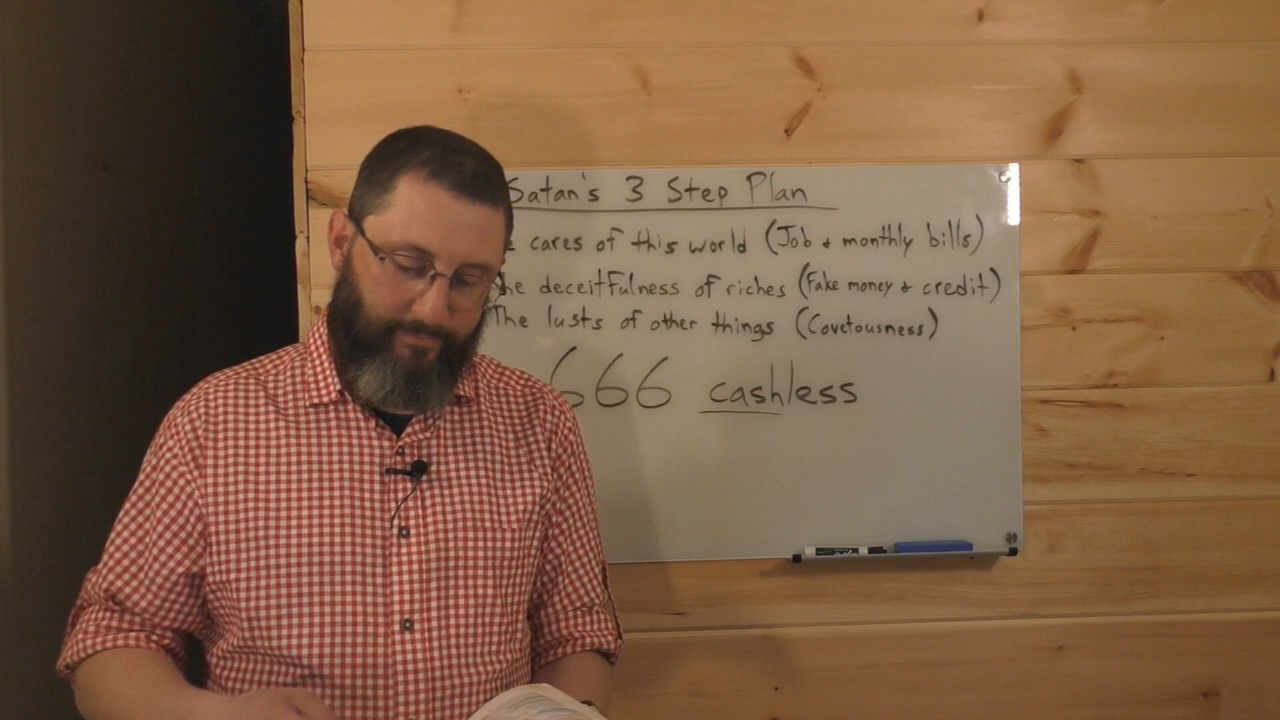 Satan's 3 Step Plan
cares of this world (Job & monthly bills)
the deceitfulness of riches (Fake money & credit)
The lusts of other things (Covetousness)
666 cashless